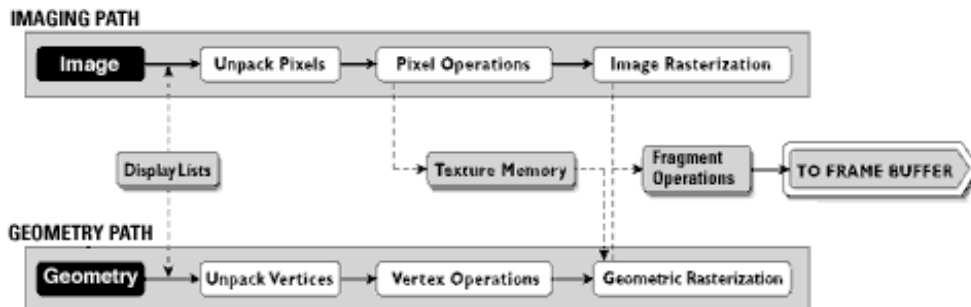 IMAGING PATH
Image
Unpack Pixels
Pixel Operations
Image Rasterization
Display Lists
Texture Memory
Fragment
Operations
TO FRAME BUFFER
GEOMETRY PATH
Geometry
Unpack Vertices
Vertex Operations
Geometric Rasterization